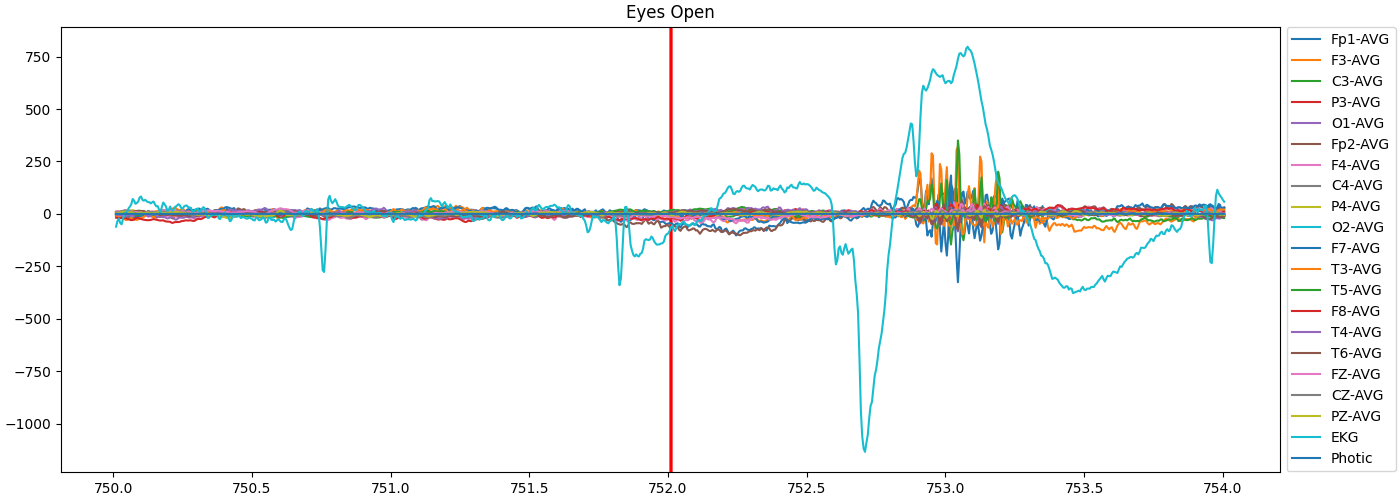 Eyes Open
750
500
250
0
−250
−500
−750
−1000
750.0 750.5 751.0 751.5 752.0 752.5 753.0 753.5 754.0
Fp1-AVG
F3-AVG
C3-AVG
P3-AVG
O1-AVG
Fp2-AVG
F4-AVG
C4-AVG
P4-AVG
O2-AVG
F7-AVG
T3-AVG
T5-AVG
F8-AVG
T4-AVG
T6-AVG
FZ-AVG
CZ-AVG
PZ-AVG
EKG
Photic